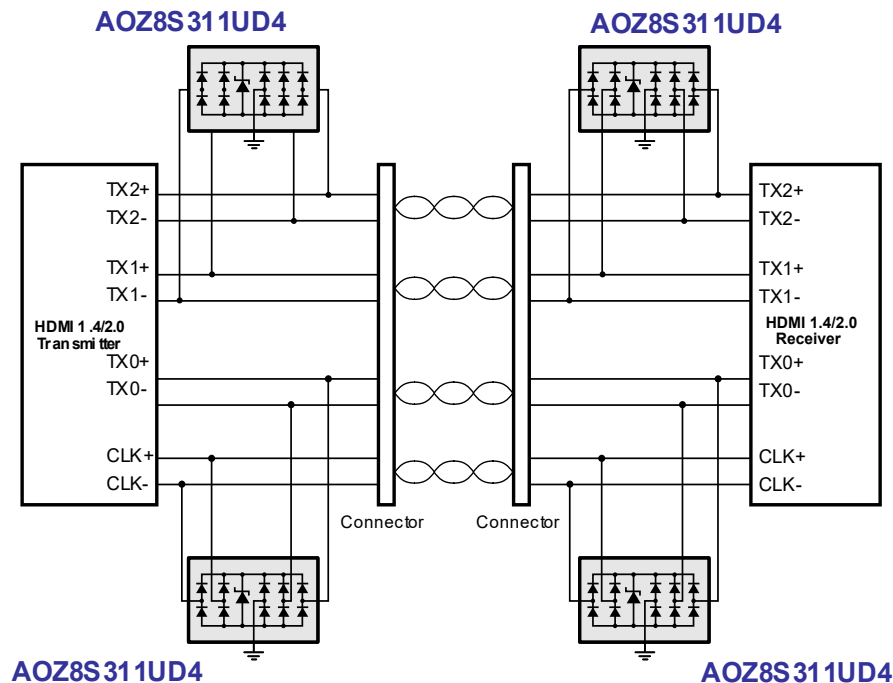 AOZ8S311UD4
AOZ8S311UD4
TX2+
TX2-
TX1+
TX1-
HDMI 1.4/2.0
Transmitter
TX0+
TX0-
CLK+
CLK-
TX2+
TX2-
TX1+
TX1-
HDMI 1.4/2.0
Receiver
TX0+
TX0-
CLK+
CLK-
Connector
Connector
AOZ8S311UD4
AOZ8S311UD4